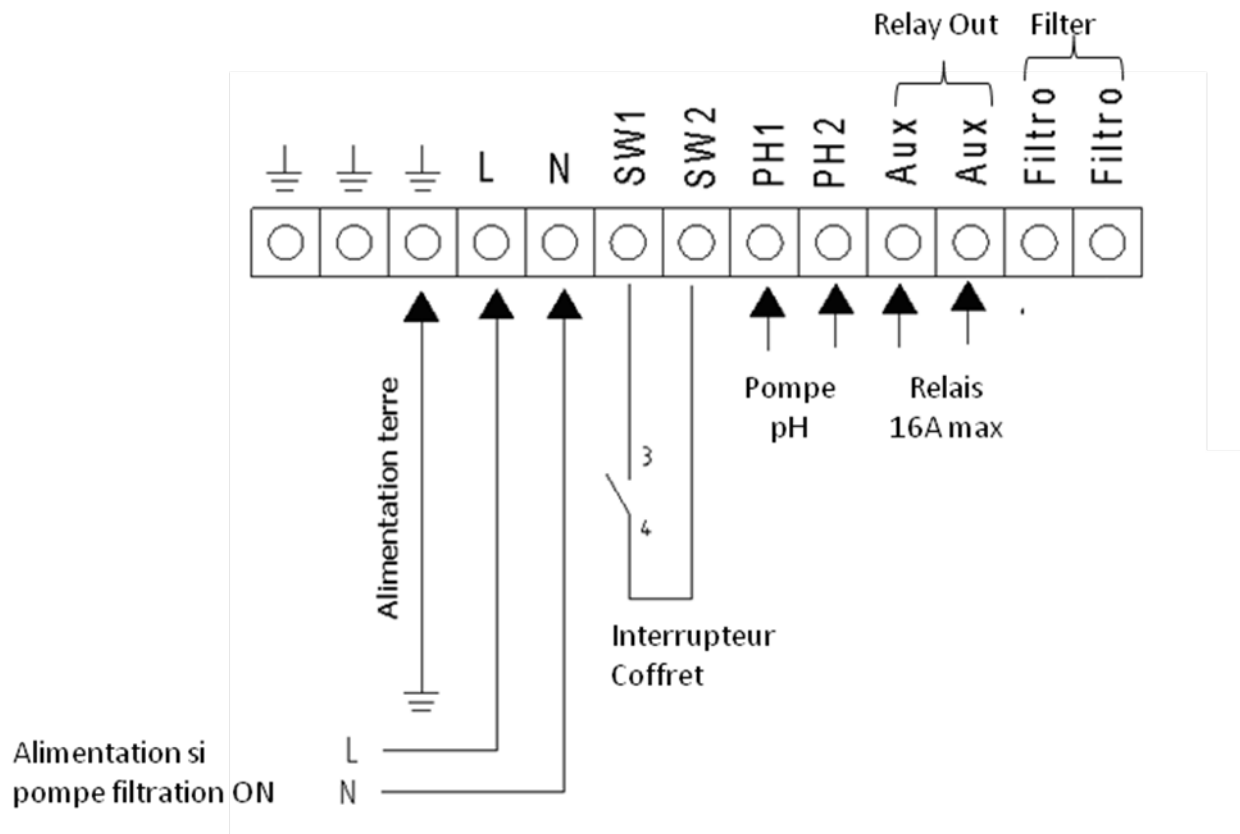 Relay Out Filter
L N SW1 SW2 PH1 PH2 Aux Aux Filtro Filtro
Alimentation terre
Pompe
pH
Relais
16A max
3
4
Interrupteur
Coffret
Alimentation si L
pompe filtration ON N